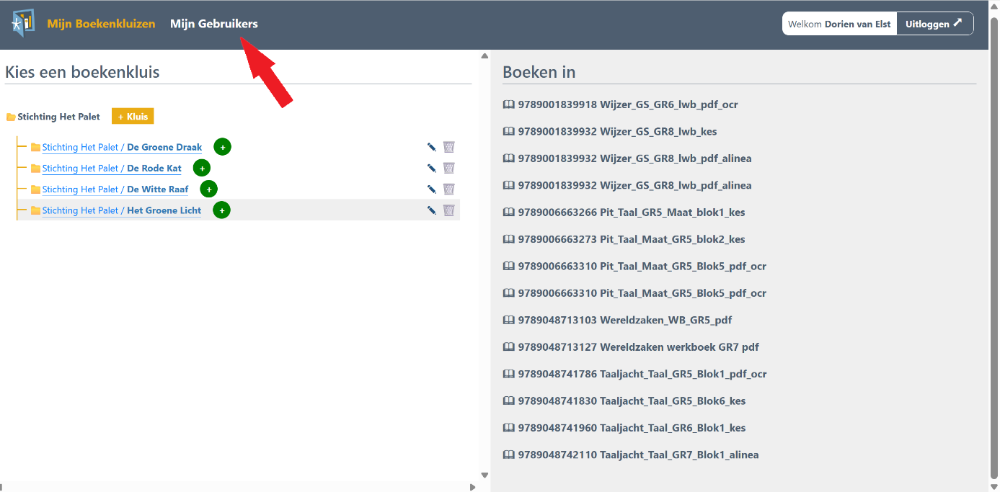 Mijn Boekenkluizen Mijn Gebruikers Welkom Dorien van Elst Uitloggen
Kies een boekenkluis
Stichting Het Palet + Kluis
Stichting Het Palet / De Groene Draak +
Stichting Het Palet / De Rode Kat +
Stichting Het Palet / De Witte Raaf +
Stichting Het Palet / Het Groene Licht +
Boeken in
9789001839918 Wijzer_GS_GR6_lwb_pdf_ocr
9789001839932 Wijzer_GS_GR8_lwb_kes
9789001839932 Wijzer_GS_GR8_lwb_pdf_alinea
9789001839932 Wijzer_GS_GR8_lwb_pdf_alinea
9789006663266 Pit_Taal_GR5_Maat_blok1_kes
9789006663273 Pit_Taal_Maat_GR5_blok2_kes
9789006663310 Pit_Taal_Maat_GR5_Blok5_pdf_ocr
9789006663310 Pit_Taal_Maat_GR5_Blok5_pdf_ocr
9789048713103 Wereldzaken_WB_GR5_pdf
9789048713127 Wereldzaken werkboek GR7 pdf
9789048741786 Taaljacht_Taal_GR5_Blok1_pdf_ocr
9789048741830 Taaljacht_Taal_GR5_Blok6_kes
9789048741960 Taaljacht_Taal_GR6_Blok1_kes
9789048742110 Taaljacht_Taal_GR7_Blok1_alinea